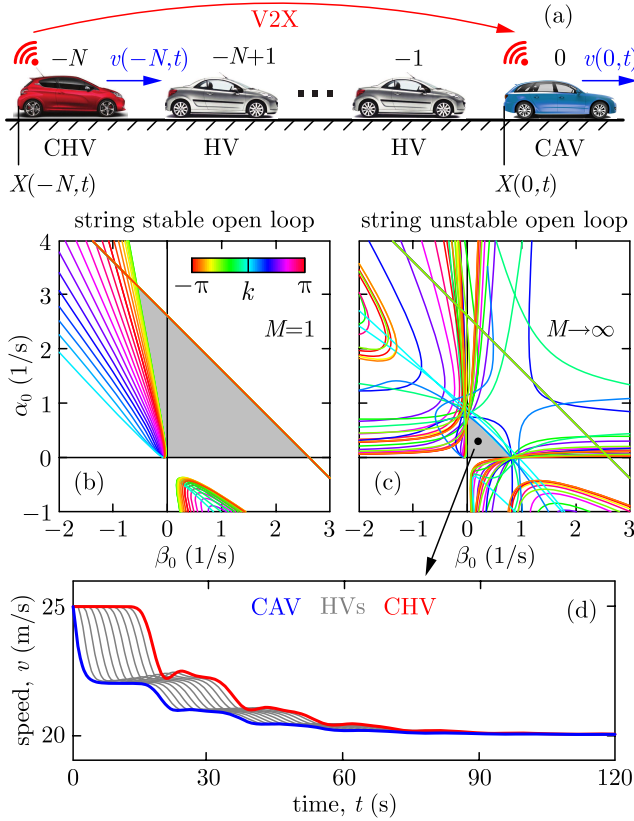 V2X (a)
−N v(−N,t) −N+1 −1 0 v(0,t)
CHV HV HV CAV
X(−N,t) X(0,t)
string stable open loop string unstable open loop
4
3
2
1
0
−1
α₀ (1/s)
−π k π
M=1
M→∞
(b)
(c)
−2 −1 0 1 2 3
−2 −1 0 1 2 3
β₀ (1/s)
β₀ (1/s)
CAV HVs CHV (d)
25
20
speed, v (m/s)
0 30 60 90 120
time, t (s)